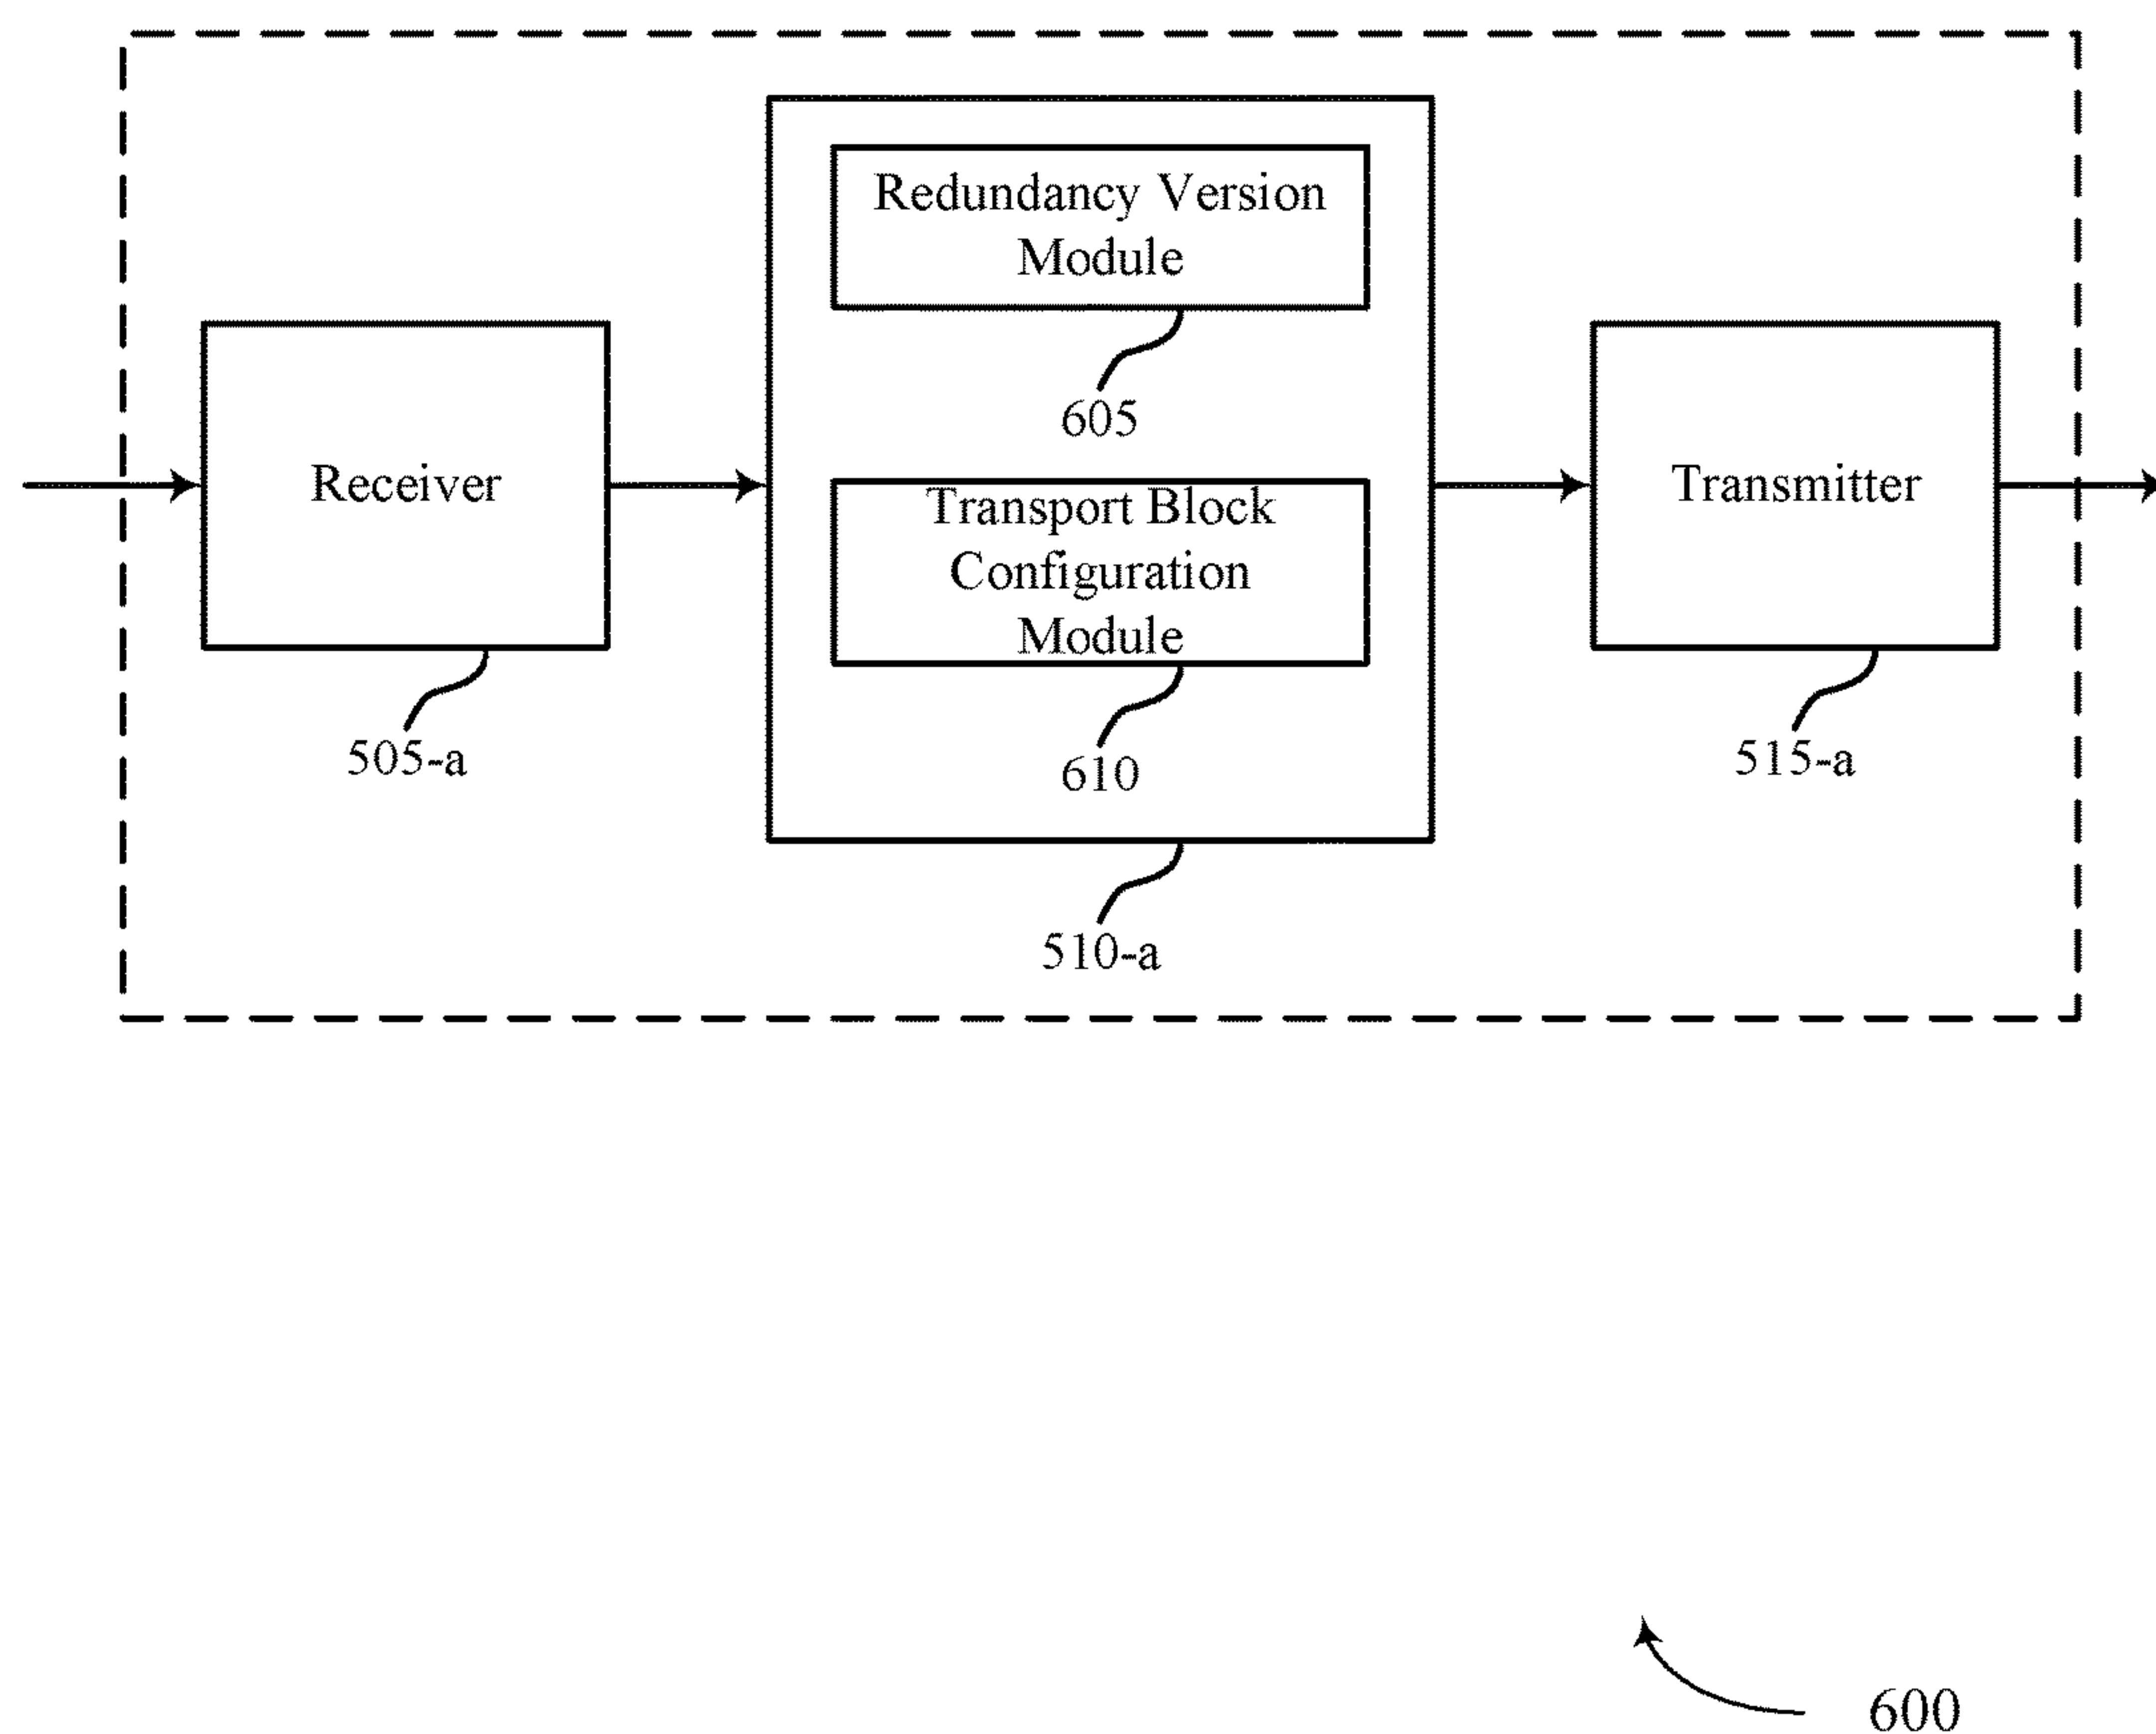 Redundancy Version
Module
605
Receiver
Transport Block
Configuration
Module
Transmitter
505-a
610
515-a
510-a
600